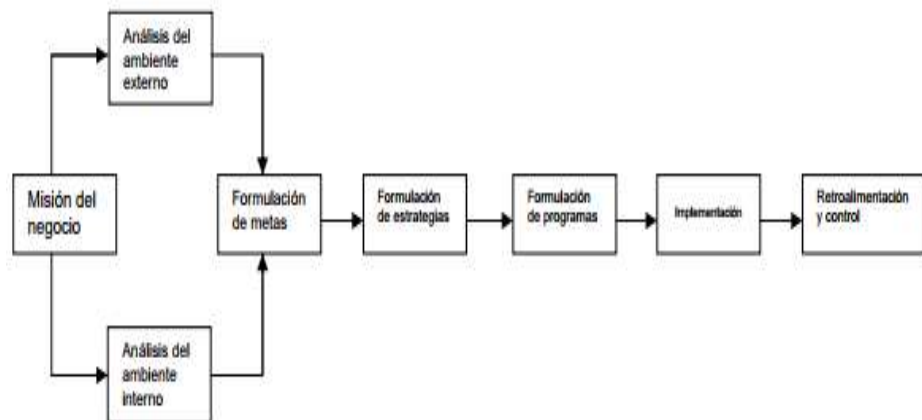 Análisis del
ambiente
externo
Misión del
negocio
Formulación
de metas
Formulación
de estrategias
Formulación
de programas
Implementación
Retroalimentación
y control
Análisis del
ambiente
interno